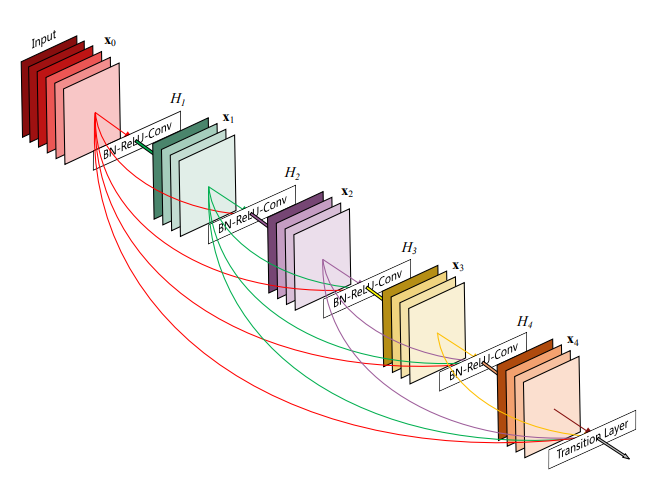 Input
x0
H1
BN-ReLU-Conv
x1
H2
BN-ReLU-Conv
x2
H3
BN-ReLU-Conv
x3
H4
BN-ReLU-Conv
x4
Transition Layer